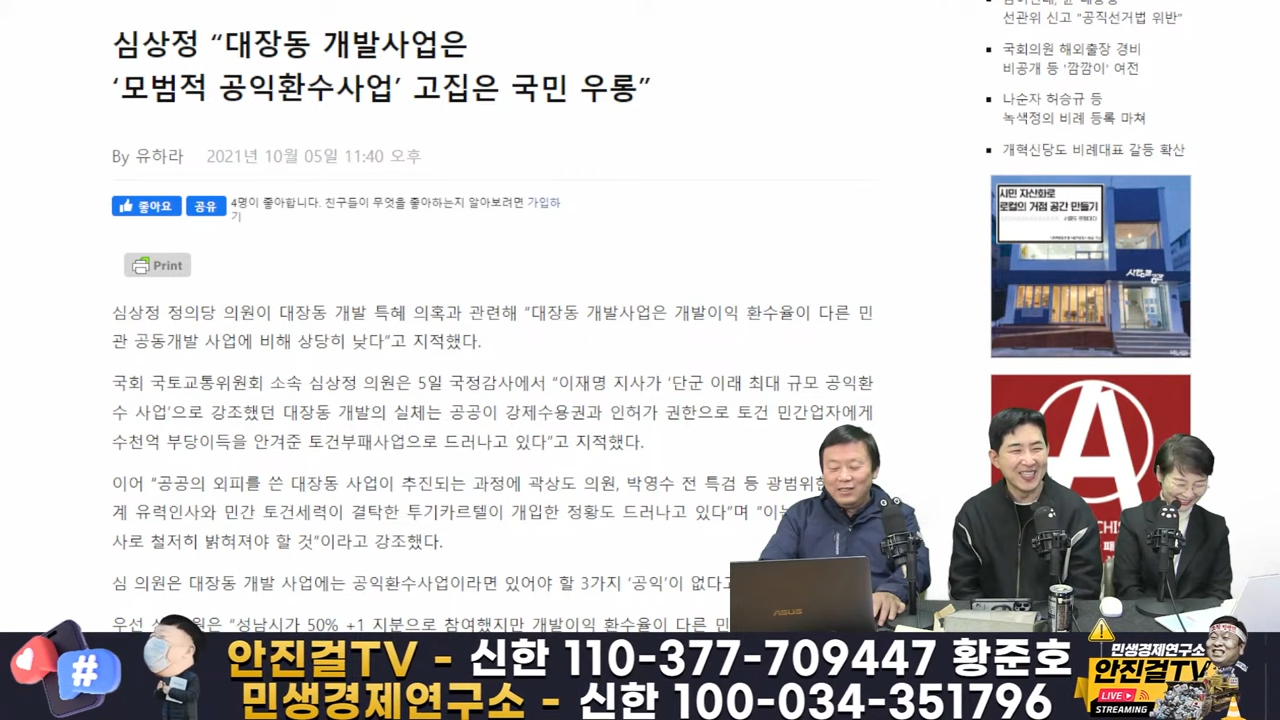 심상정 “대장동 개발사업은
‘모범적 공익환수사업’ 고집은 국민 우롱”
By 유하라 2021년 10월 05일 11:40 오후
좋아요 공유 4명이 좋아합니다. 친구들이 무엇을 좋아하는지 알아보려면 가입하
기
Print
심상정 정의당 의원이 대장동 개발 특혜 의혹과 관련해 “대장동 개발사업은 개발이익 환수율이 다른 민
관 공동개발 사업에 비해 상당히 낮다”고 지적했다.
국회 국토교통위원회 소속 심상정 의원은 5일 국정감사에서 “이재명 지사가 ‘단군 이래 최대 규모 공익환
수 사업’으로 강조했던 대장동 개발의 실체는 공공이 강제수용권과 인허가 권한으로 토건 민간업자에게
수천억 부당이득을 안겨준 토건부패사업으로 드러나고 있다”고 지적했다.
이어 “공공의 외피를 쓴 대장동 사업이 추진되는 과정에 곽상도 의원, 박영수 전 특검 등 광범위한
계 유력인사와 민간 토건세력이 결탁한 투기카르텔이 개입한 정황도 드러나고 있다”며
사로 철저히 밝혀져야 할 것”이라고 강조했다.
심 의원은 대장동 개발 사업에는 공익환수사업이라면 있어야 할 3가지 ‘공익’이 없다고
우선 “성남시가 50% +1 지분으로 참여했지만 개발이익 환수율이 다른 민
선관위 신고 “공직선거법 위반”
국회의원 해외출장 경비
비공개 등 ‘깜깜이’ 여전
나순자 허승규 등
녹색정의 비례 등록 마쳐
개혁신당도 비례대표 갈등 확산
시민 자산화로
로컬의 거점 공간 만들기
A
ASUS
안진걸TV - 신한 110-377-709447 황준호
민생경제연구소 - 신한 100-034-351796
#
민생경제연구소
안진걸TV
LIVE
STREAMING